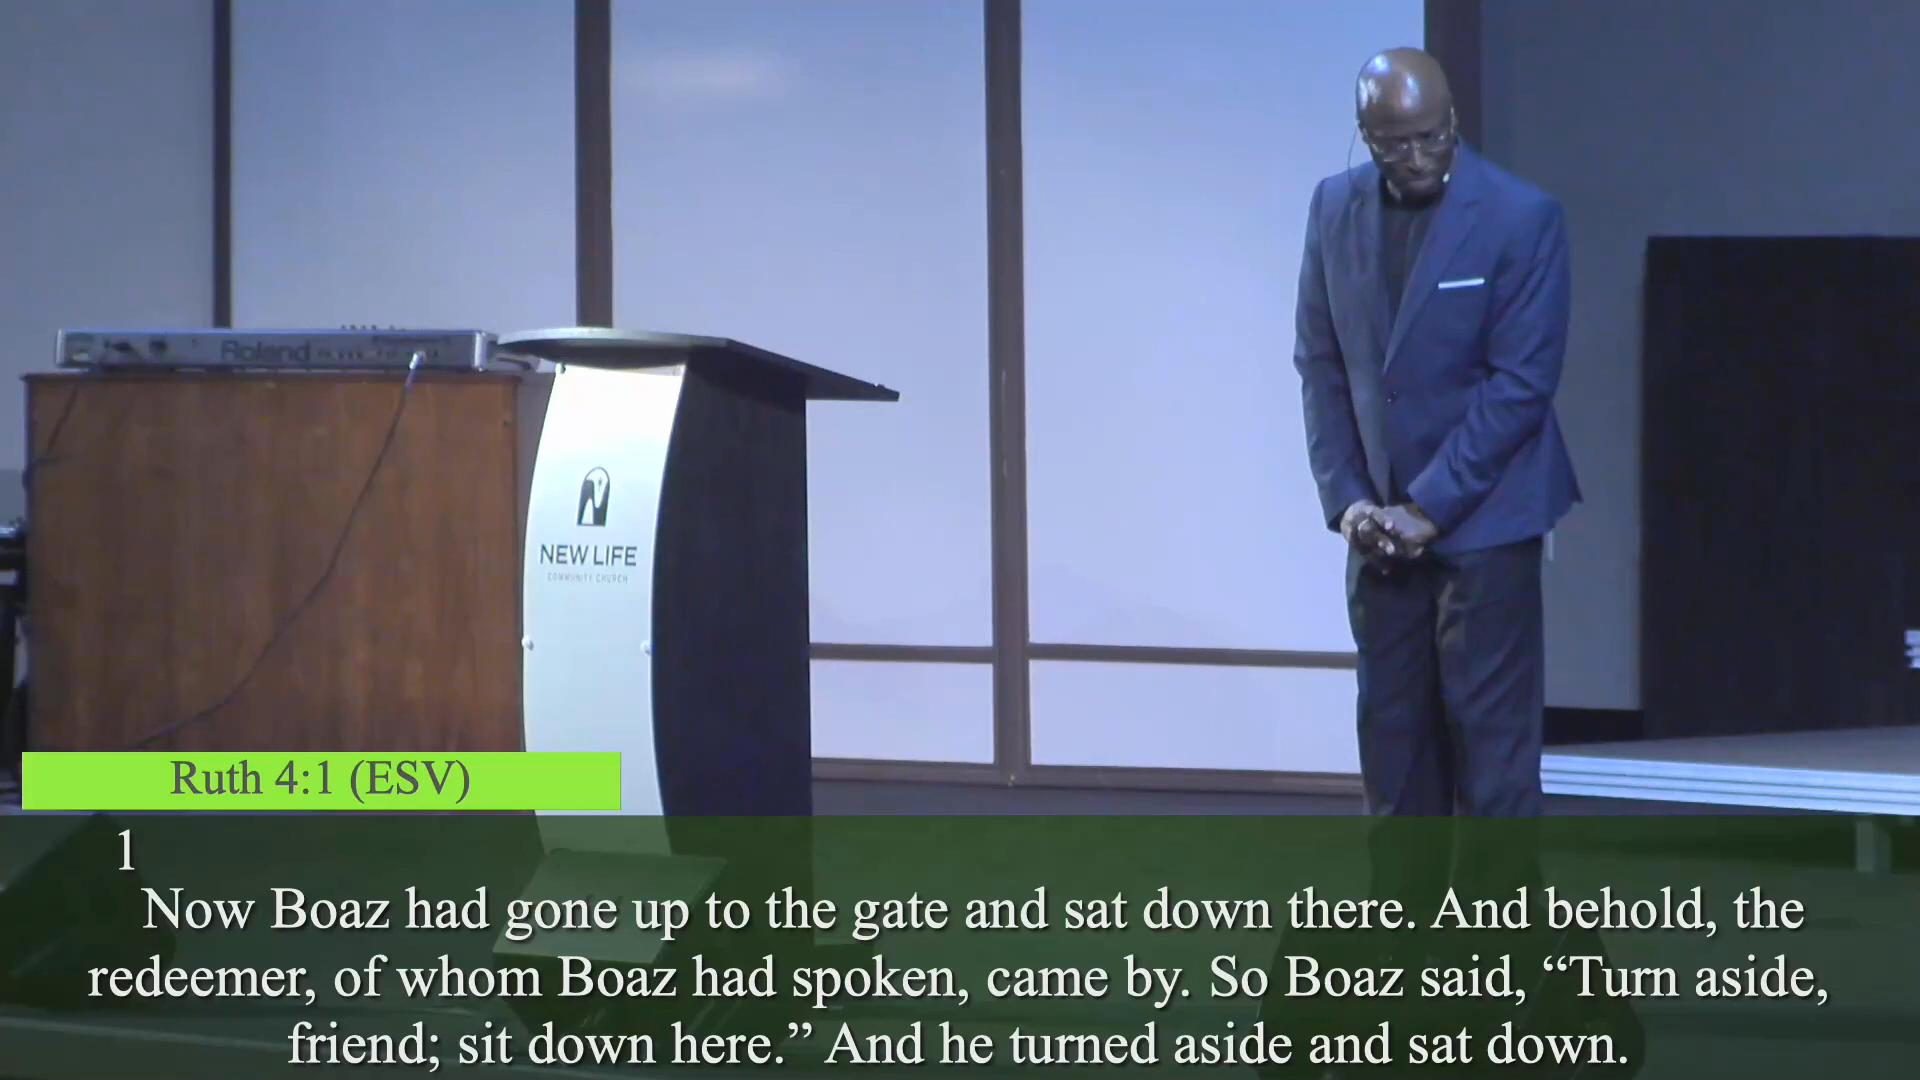 Roland
NEW LIFE
COMMUNITY CHURCH
Ruth 4:1 (ESV)
1
Now Boaz had gone up to the gate and sat down there. And behold, the
redeemer, of whom Boaz had spoken, came by. So Boaz said, “Turn aside,
friend; sit down here.” And he turned aside and sat down.